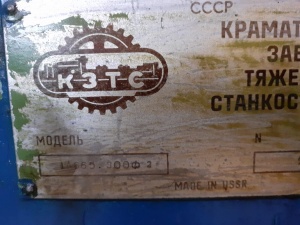 СССР
КРАМАТ
ЗАВ
ТЯЖЕ
СТАНКОС
КЗТС
МОДЕЛЬ
N
MADE IN USSR